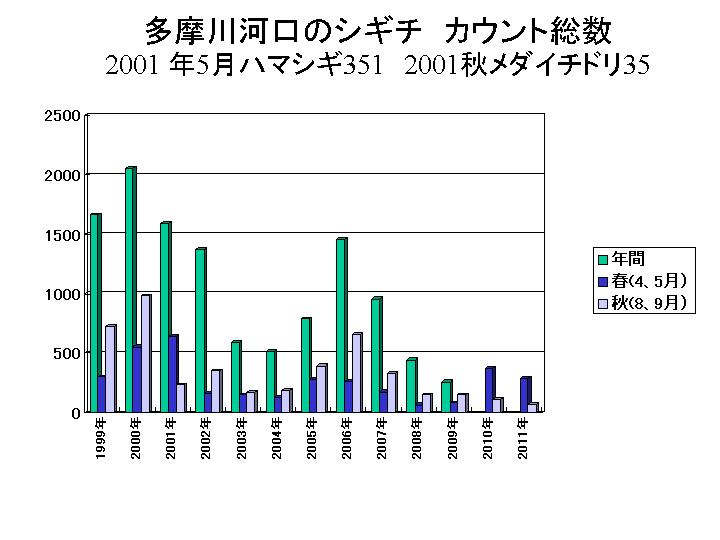 多摩川河口のシギチ　カウント総数
2001 年5月ハマシギ351　2001秋メダイチドリ35
2500
2000
1500
1000
500
0
1999年
2000年
2001年
2002年
2003年
2004年
2005年
2006年
2007年
2008年
2009年
2010年
2011年
年間
春(4、5月)
秋(8、9月)